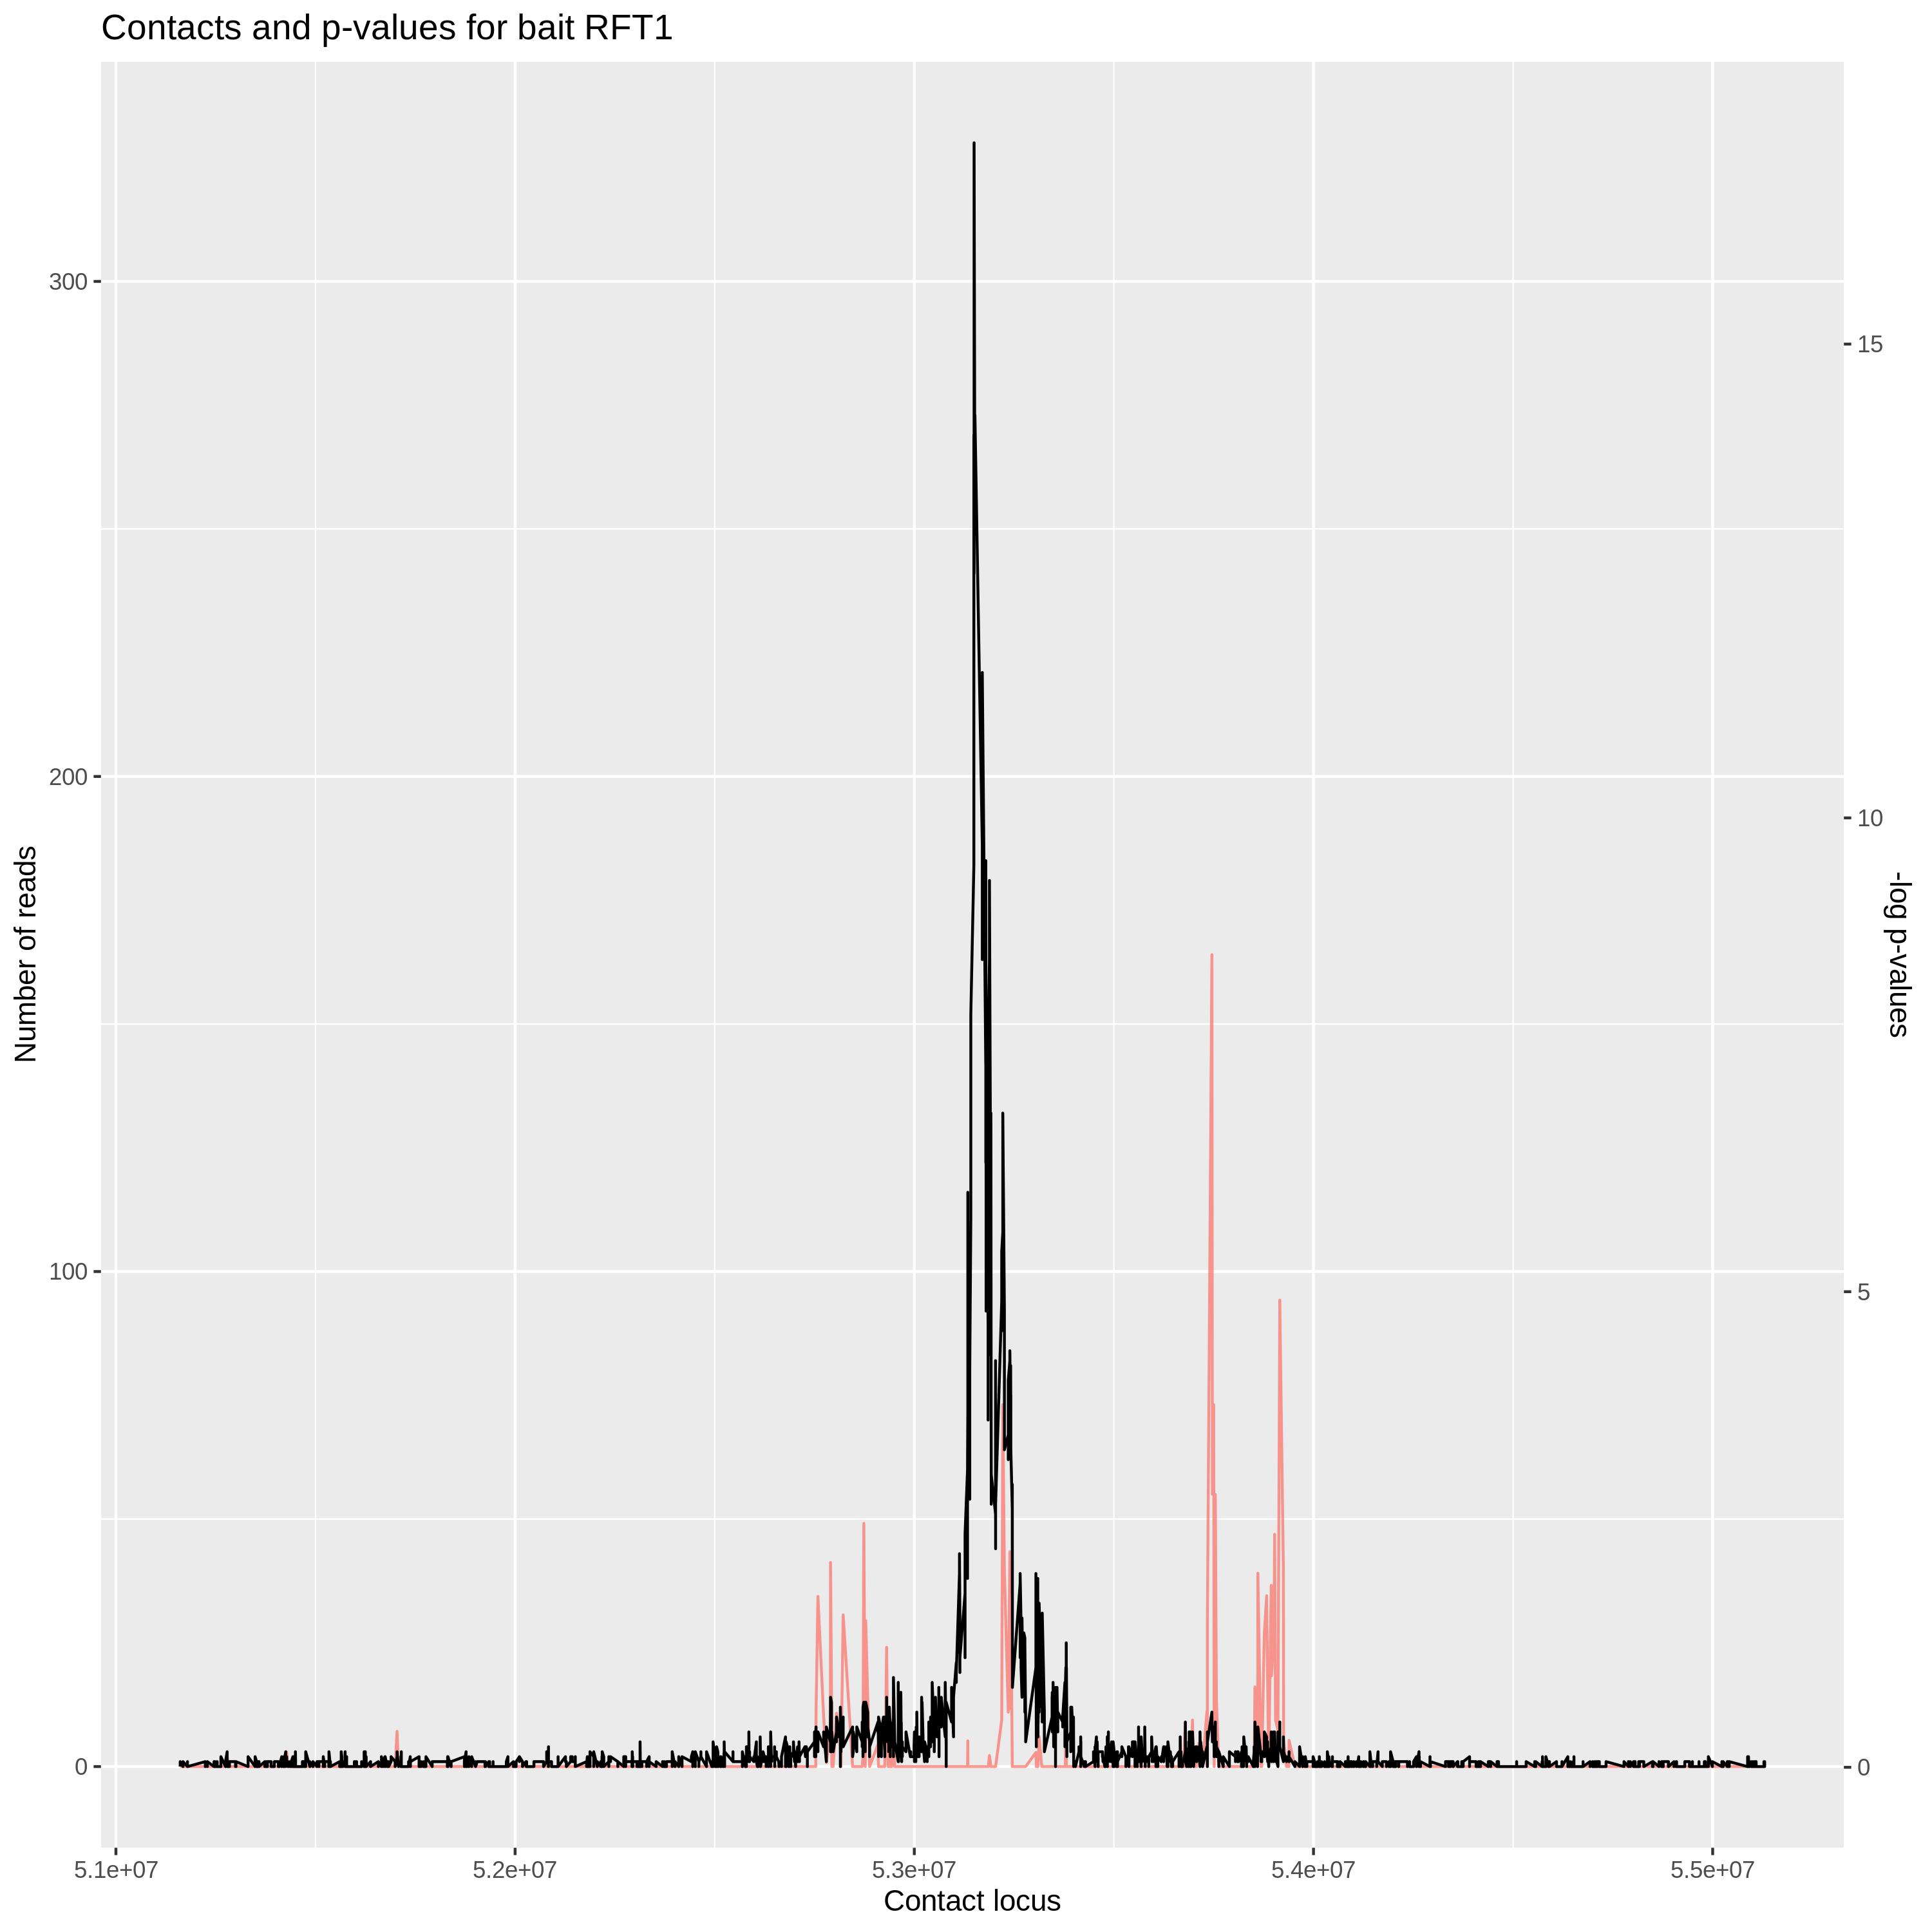 Contacts and p-values for bait RFT1
300
200
100
0
Number of reads
15
10
5
0
-log p-values
5.1e+07
5.2e+07
5.3e+07
5.4e+07
5.5e+07
Contact locus